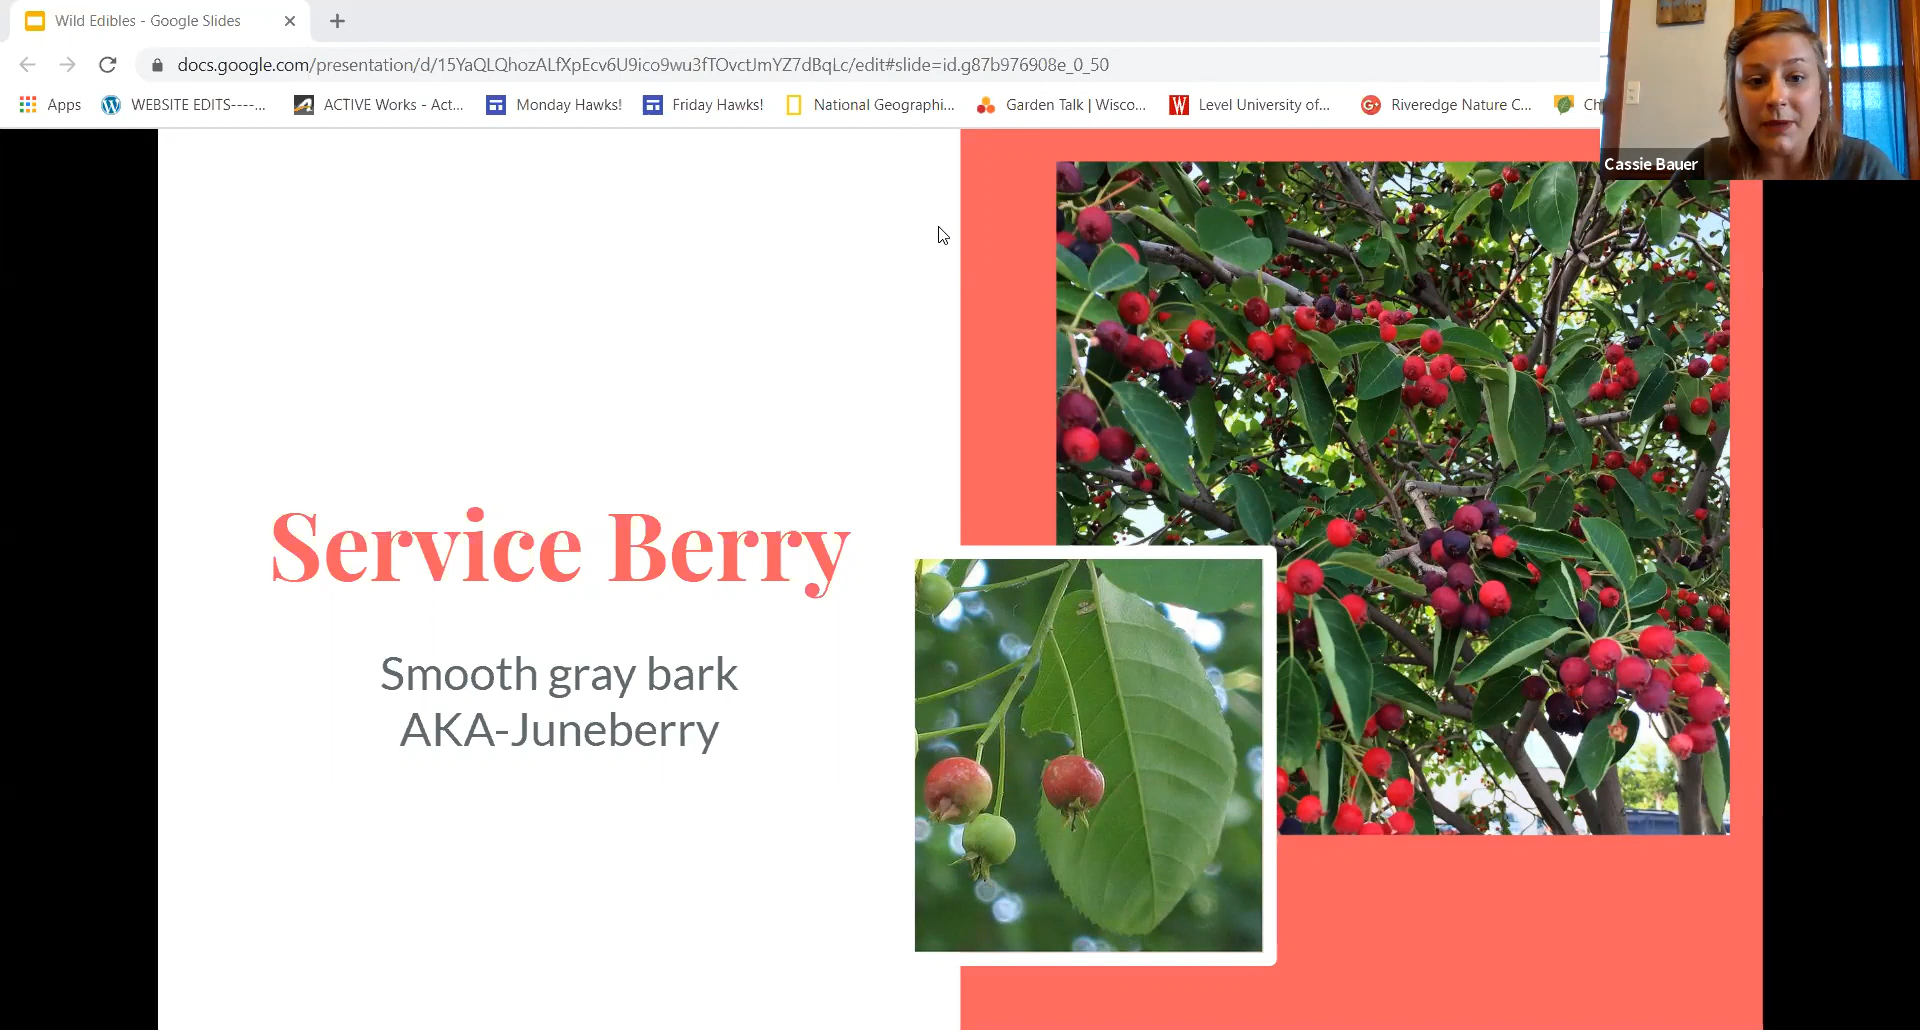 Wild Edibles - Google Slides
docs.google.com/presentation/d/15YaQLQhozALfXpEcv6U9ico9wu3fTOvctJmYZ7dBqLc/edit#slide=id.g87b976908e_0_50
Apps WEBSITE EDITS----... ACTIVE Works - Act... Monday Hawks! Friday Hawks! National Geographi... Garden Talk | Wisco... Level University of... Riveredge Nature C... Ch
Cassie Bauer
Service Berry
Smooth gray bark
AKA-Juneberry